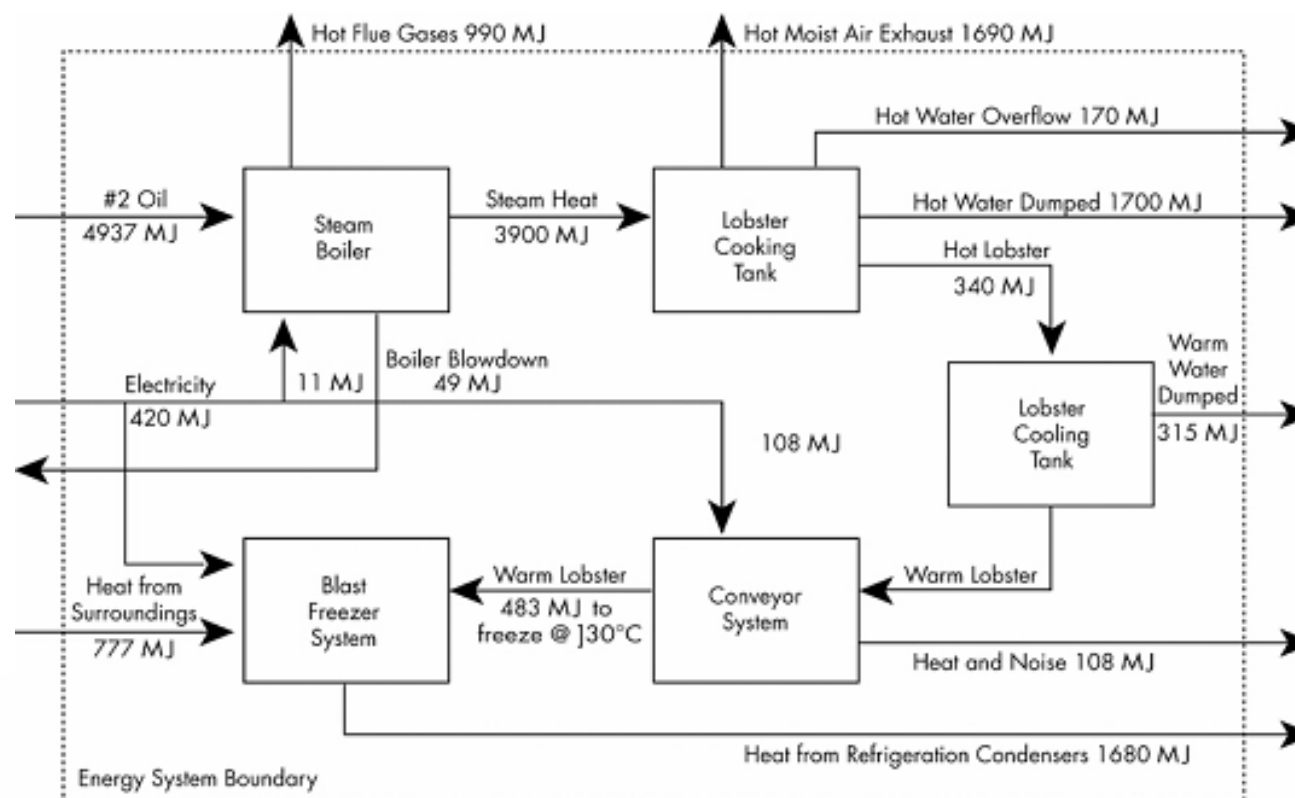 Hot Flue Gases 990 MJ
Hot Moist Air Exhaust 1690 MJ
Hot Water Overflow 170 MJ
#2 Oil
4937 MJ
Steam
Boiler
Steam Heat
3900 MJ
Lobster
Cooking
Tank
Hot Water Dumped 1700 MJ
Hot Lobster
340 MJ
Electricity
420 MJ
11 MJ
Boiler Blowdown
49 MJ
108 MJ
Lobster
Cooling
Tank
Warm
Water
Dumped
315 MJ
Heat from
Surroundings
777 MJ
Blast
Freezer
System
Warm Lobster
483 MJ to
freeze @ ]30°C
Conveyor
System
Warm Lobster
Heat and Noise 108 MJ
Heat from Refrigeration Condensers 1680 MJ
Energy System Boundary